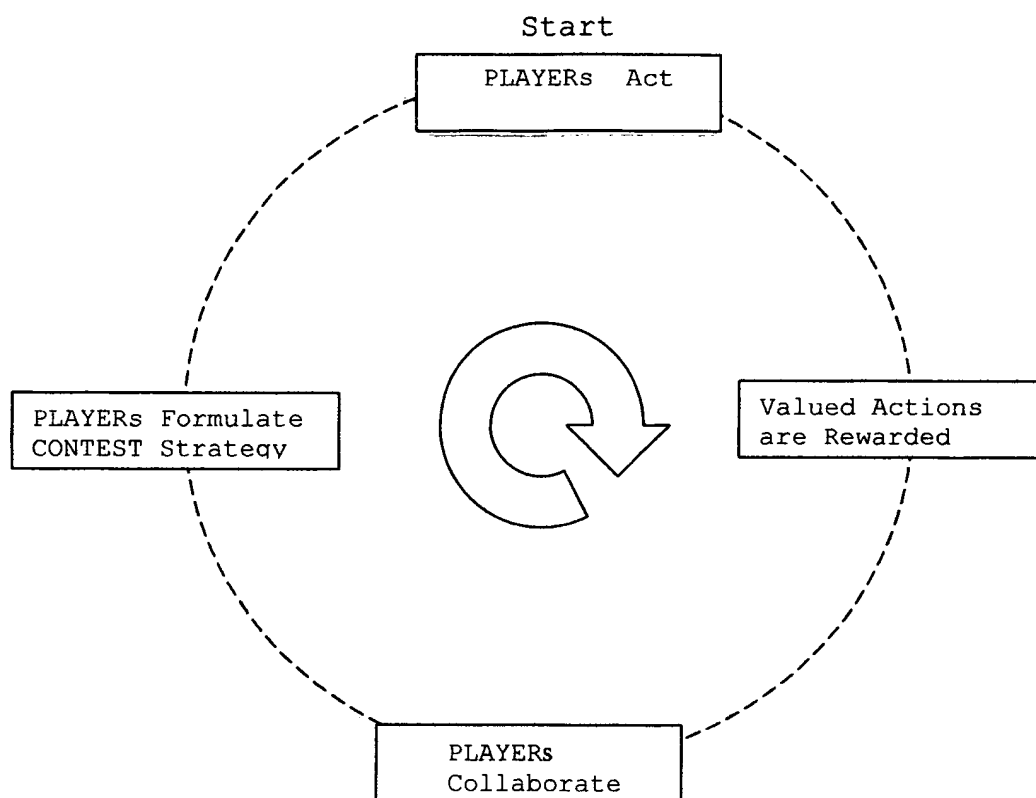 Start
PLAYERs Act
PLAYERs Formulate
CONTEST Strategy
Valued Actions
are Rewarded
PLAYERs
Collaborate